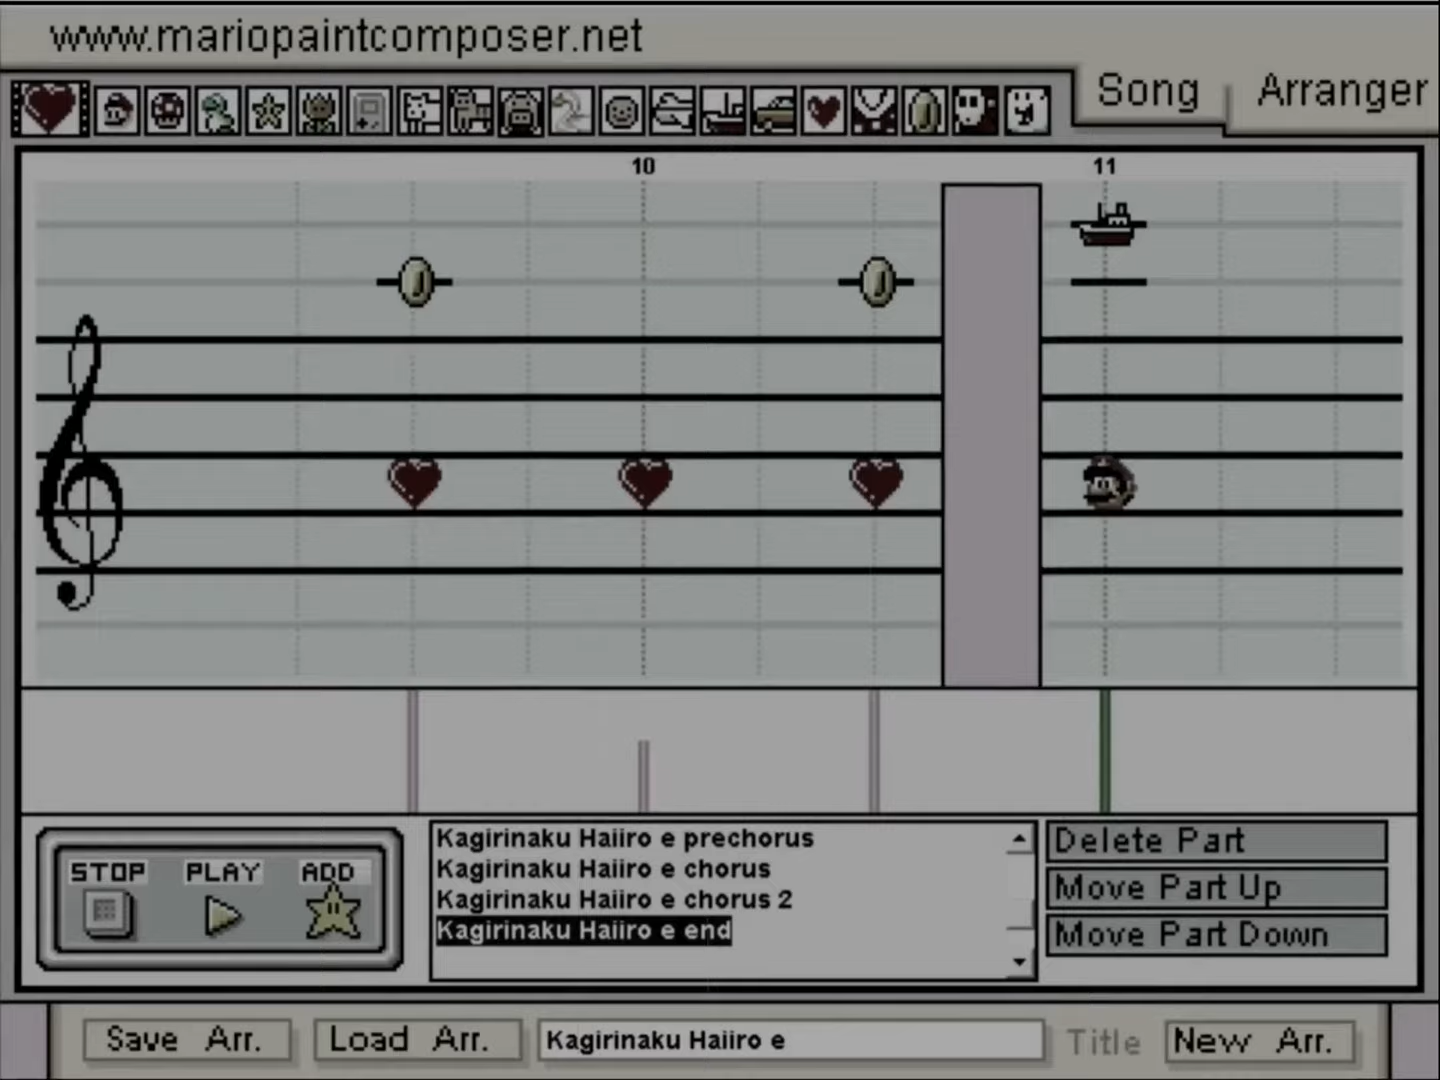 www.mariopaintcomposer.net
Song
Arranger
10
11
STOP
PLAY
ADD
Kagirinaku Haiiro e prechorus
Kagirinaku Haiiro e chorus
Kagirinaku Haiiro e chorus 2
Kagirinaku Haiiro e end
Delete Part
Move Part Up
Move Part Down
Save Arr.
Load Arr.
Kagirinaku Haiiro e
Title
New Arr.